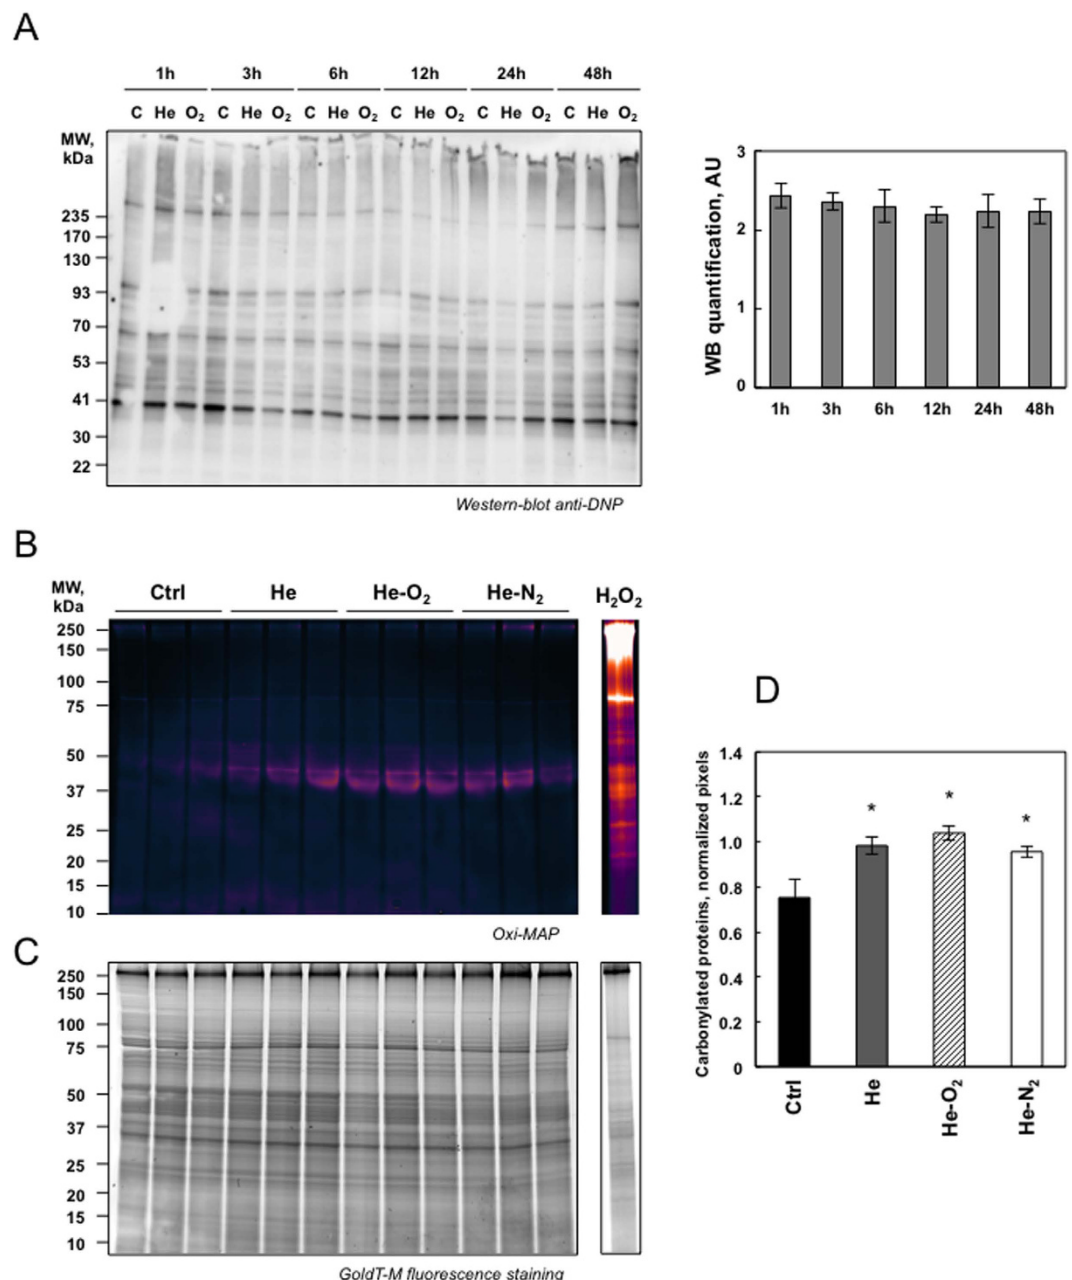 A
1h 3h 6h 12h 24h 48h
C He O₂ C He O₂ C He O₂ C He O₂ C He O₂ C He O₂
MW,
kDa
235
170
130
93
70
53
41
30
22
Western-blot anti-DNP
WB quantification, AU
3
2
1
0
1h 3h 6h 12h 24h 48h
B
MW,
kDa
Ctrl He He-O₂ He-N₂ H₂O₂
250
150
100
75
50
37
25
20
15
10
Oxi-MAP
C
250
150
100
75
50
37
25
20
15
10
GoldT-M fluorescence staining
D
Carbonylated proteins, normalized pixels
1.4
1.2
1.0
0.8
0.6
0.4
0.2
0
* * *
Ctrl He He-O₂ He-N₂